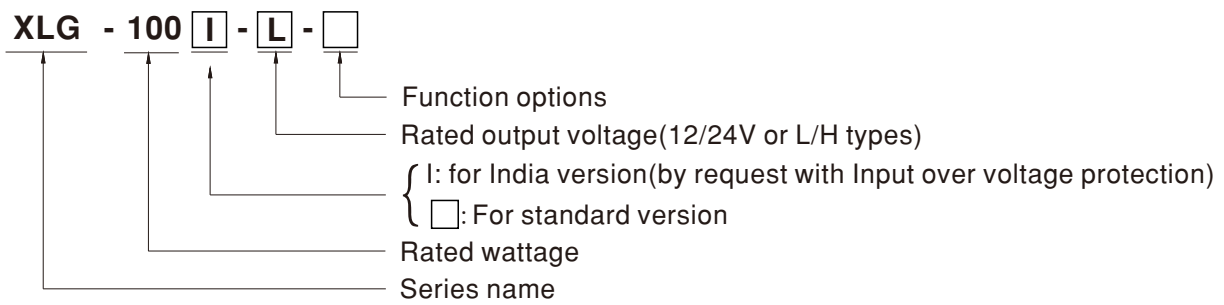 XLG - 100 I - L - □
Function options
Rated output voltage(12/24V or L/H types)
I: for India version(by request with Input over voltage protection)
□: For standard version
Rated wattage
Series name